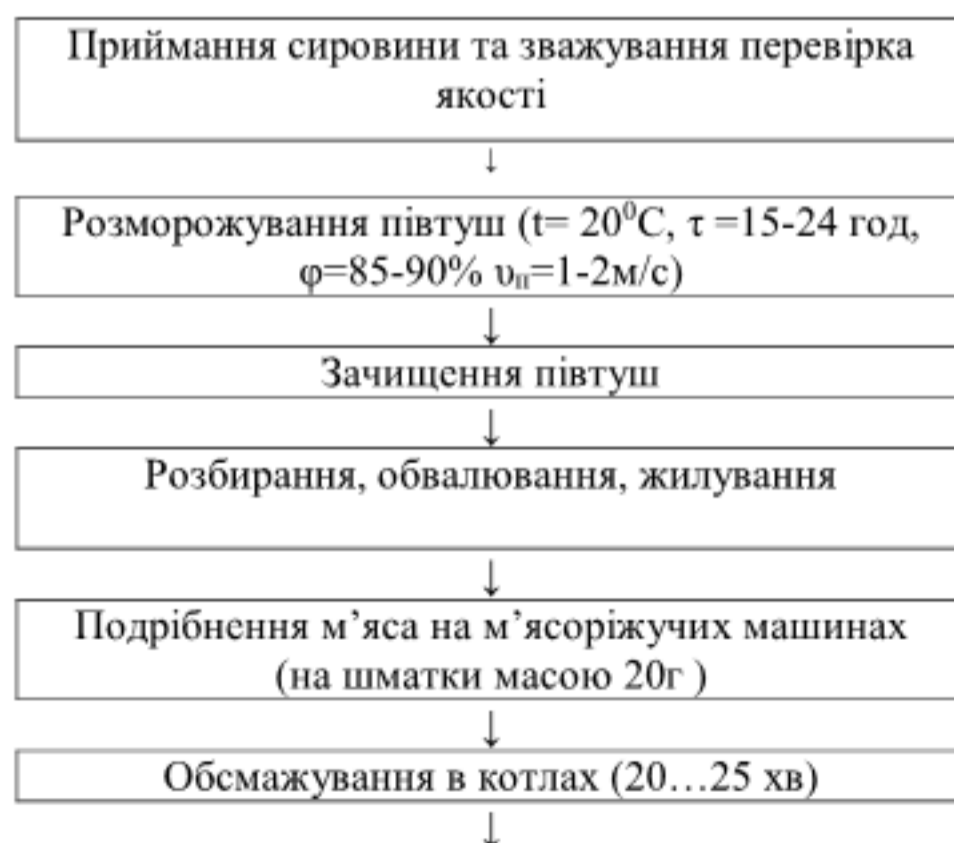 Приймання сировини та зважування перевірка
якості
↓
Розморожування півтуш (t= 20⁰С, τ =15-24 год,
φ=85-90% υₙ=1-2м/с)
↓
Зачищення півтуш
↓
Розбирання, обвалювання, жилування
↓
Подрібнення м’яса на м’ясоріжучих машинах
(на шматки масою 20г )
↓
Обсмажування в котлах (20…25 хв)
↓